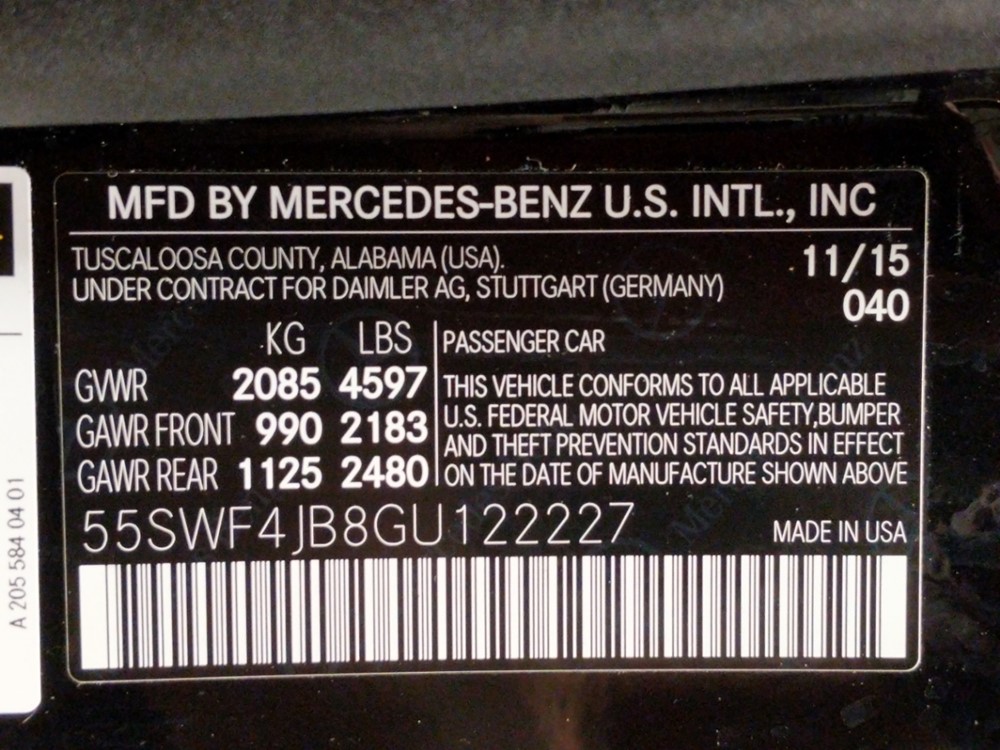 MFD BY MERCEDES-BENZ U.S. INTL., INC
TUSCALOOSA COUNTY, ALABAMA (USA).
UNDER CONTRACT FOR DAIMLER AG, STUTTGART (GERMANY)
11/15
040
KG LBS
GVWR 2085 4597
GAWR FRONT 990 2183
GAWR REAR 1125 2480
PASSENGER CAR
THIS VEHICLE CONFORMS TO ALL APPLICABLE
U.S. FEDERAL MOTOR VEHICLE SAFETY,BUMPER
AND THEFT PREVENTION STANDARDS IN EFFECT
ON THE DATE OF MANUFACTURE SHOWN ABOVE
55SWF4JB8GU122227
MADE IN USA
A 205 584 04 01